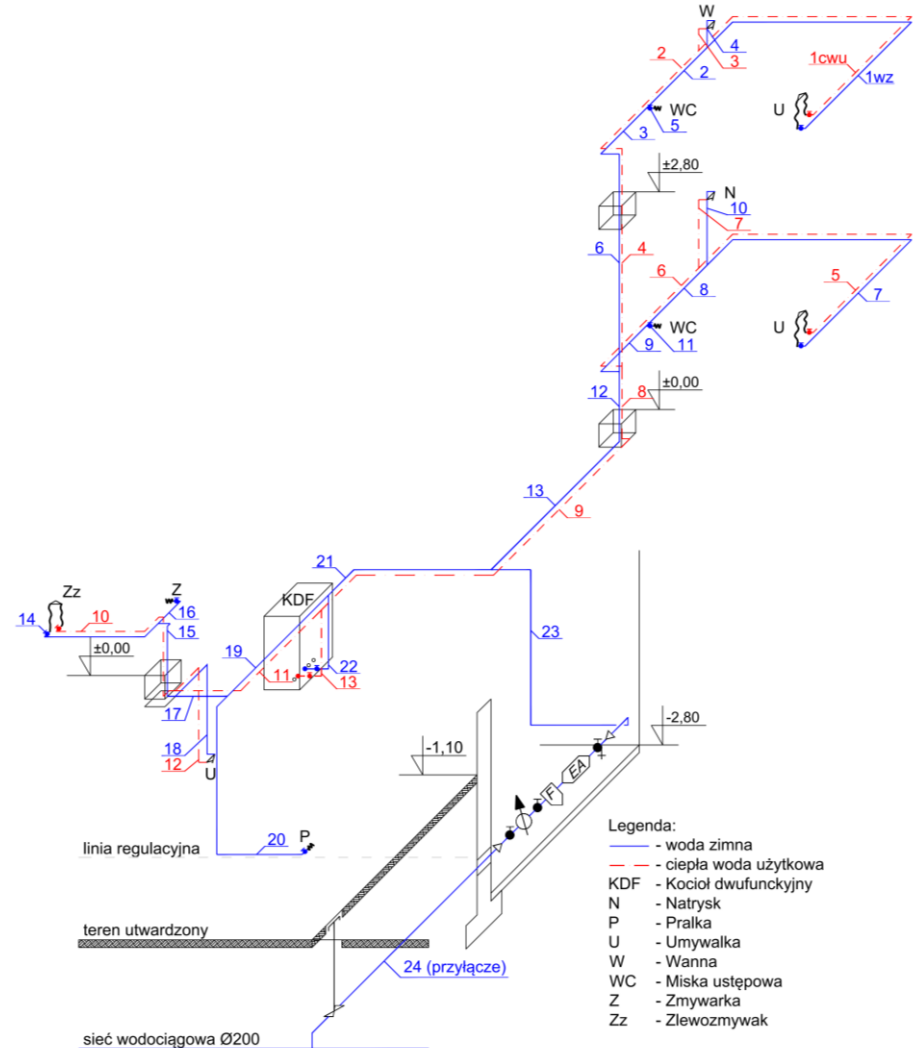 W
4
3
2
2
1cwu
1wz
U
WC
5
3
±2,80
N
10
7
6
4
6
8
5
7
U
WC
9
11
±0,00
12
8
13
9
21
Zz
Z
KDF
14
10
16
15
±0,00
19
23
11
22
13
17
18
12
U
-2,80
-1,10
EA
F
20
P
linia regulacyjna
teren utwardzony
24 (przyłącze)
sieć wodociągowa Ø200
Legenda:
- woda zimna
- ciepła woda użytkowa
KDF - Kocioł dwufunckyjny
N - Natrysk
P - Pralka
U - Umywalka
W - Wanna
WC - Miska ustępowa
Z - Zmywarka
Zz - Zlewozmywak